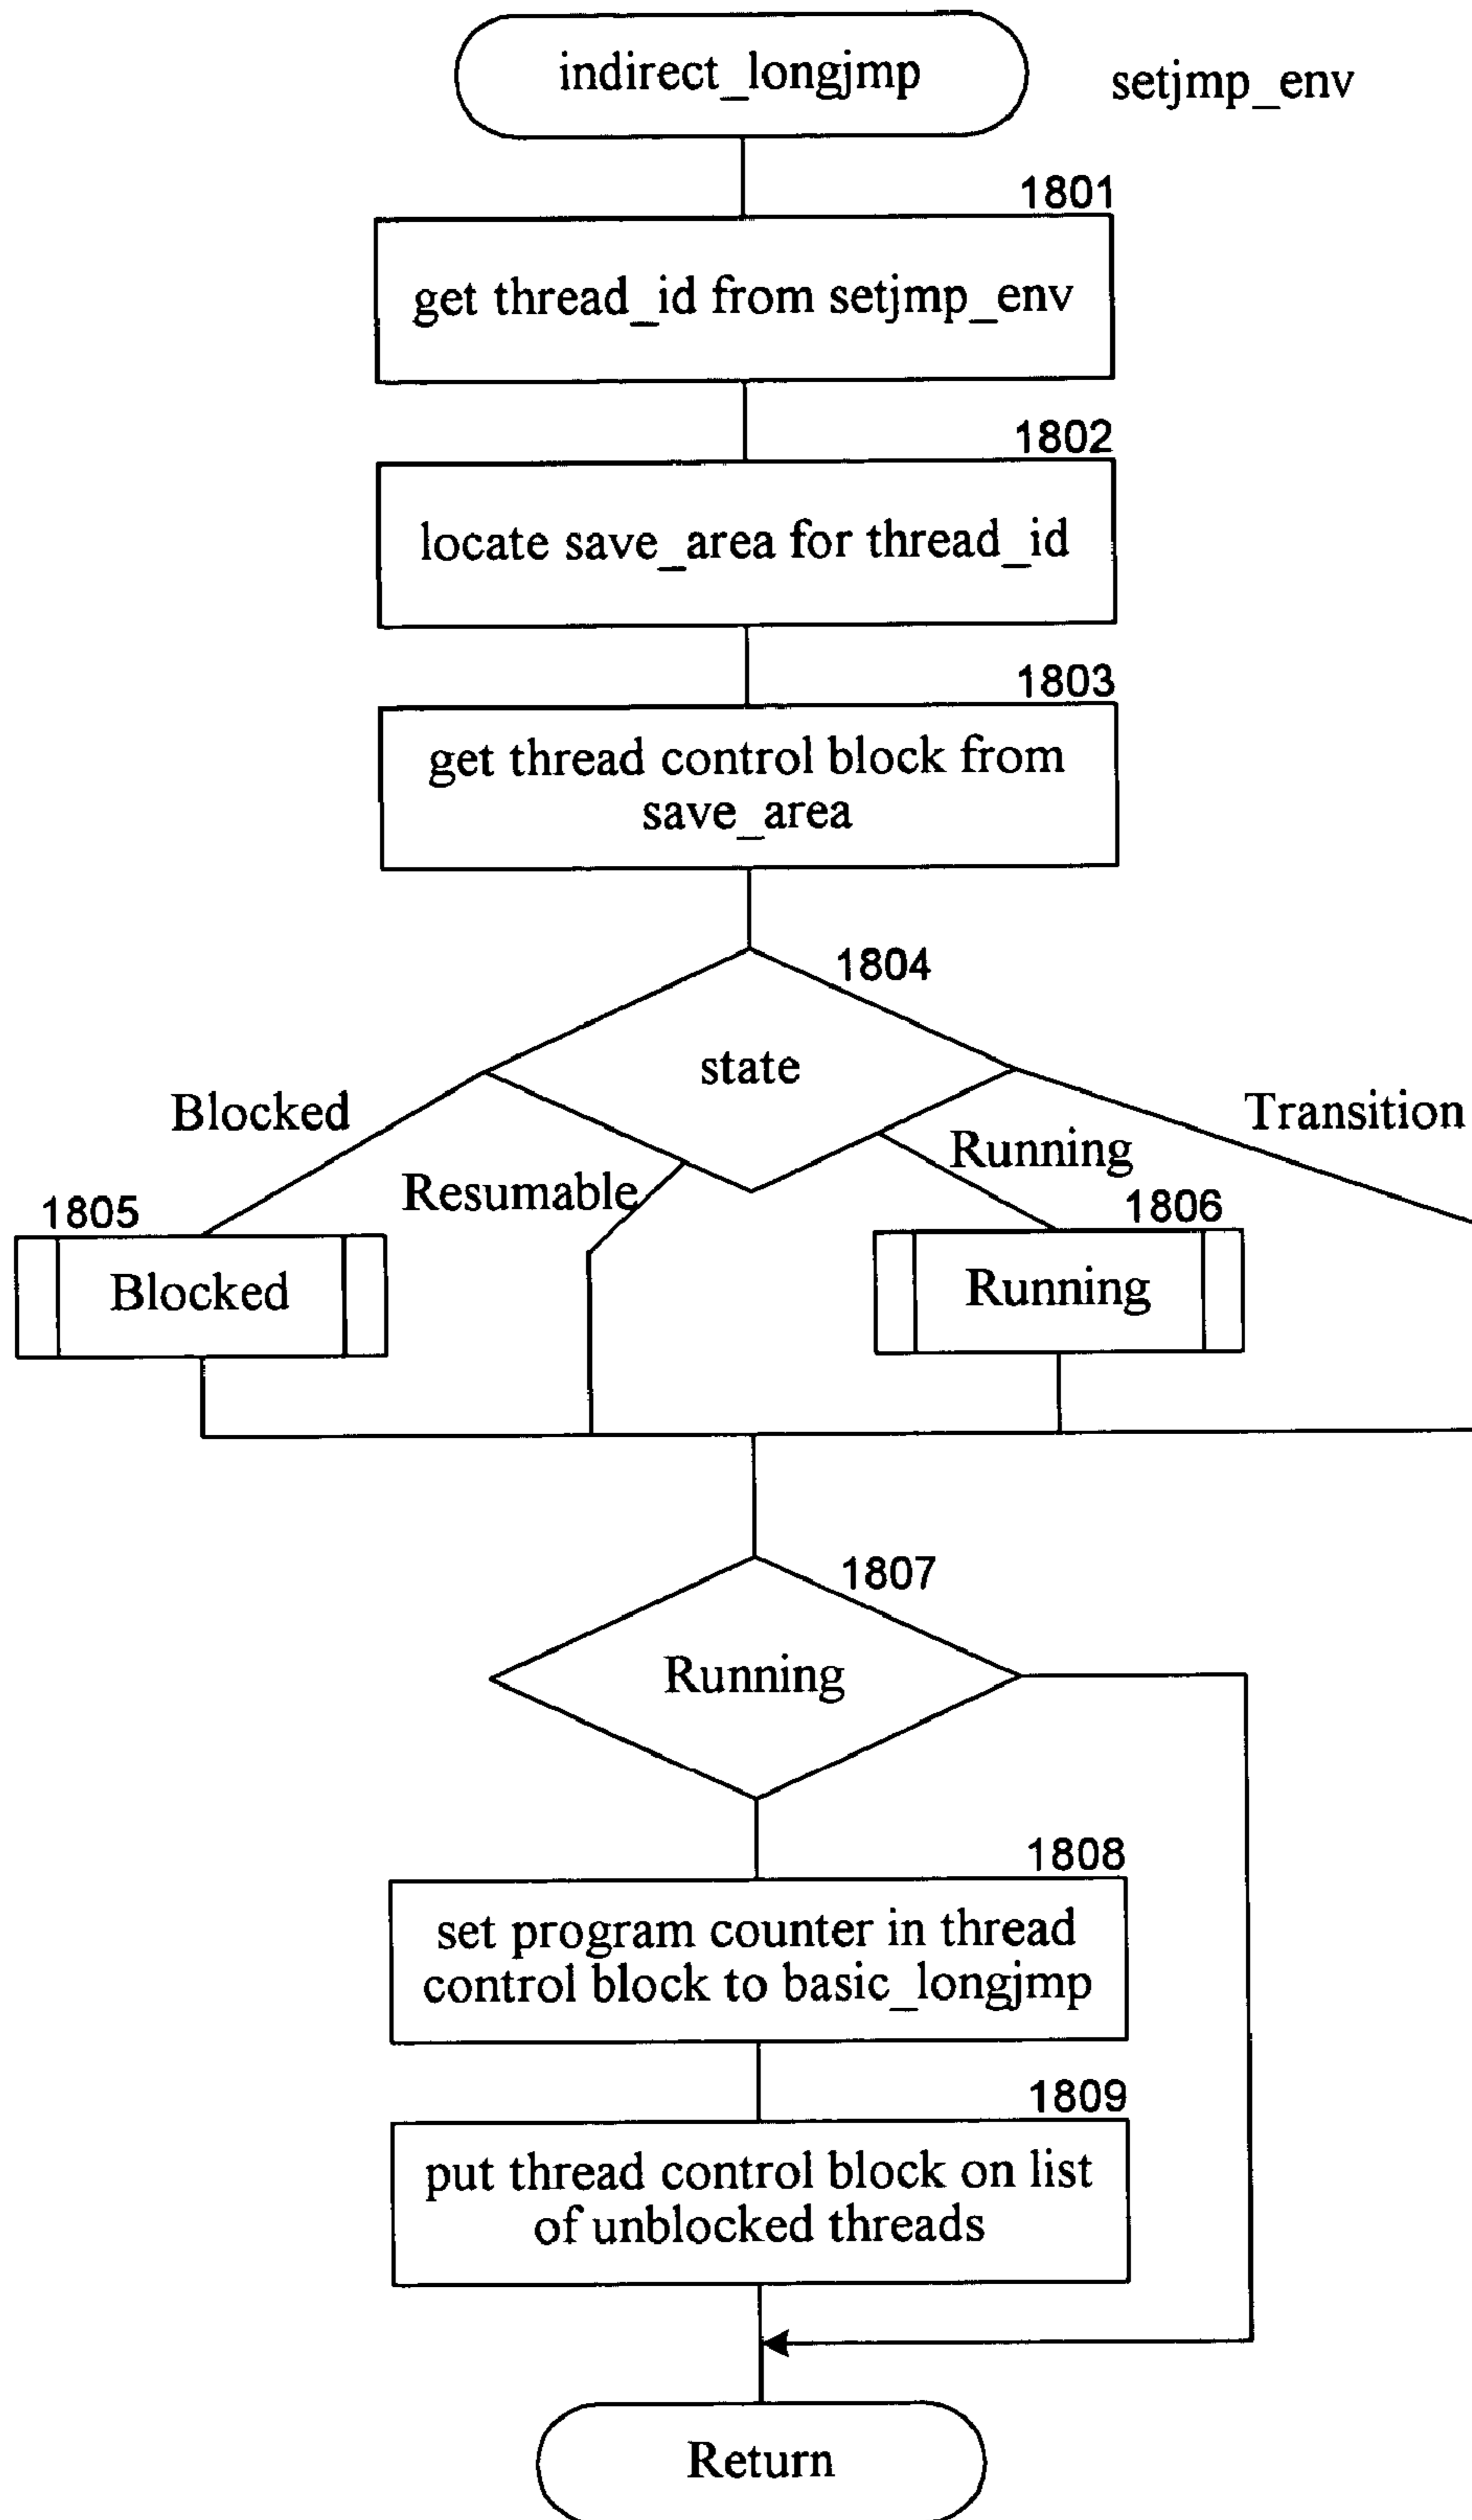 indirect_longjmp
setjmp_env
1801
get thread_id from setjmp_env
1802
locate save_area for thread_id
1803
get thread control block from
save_area
1804
state
Blocked
Transition
Running
Resumable
1805
1806
Blocked
Running
1807
Running
1808
set program counter in thread
control block to basic_longjmp
1809
put thread control block on list
of unblocked threads
Return